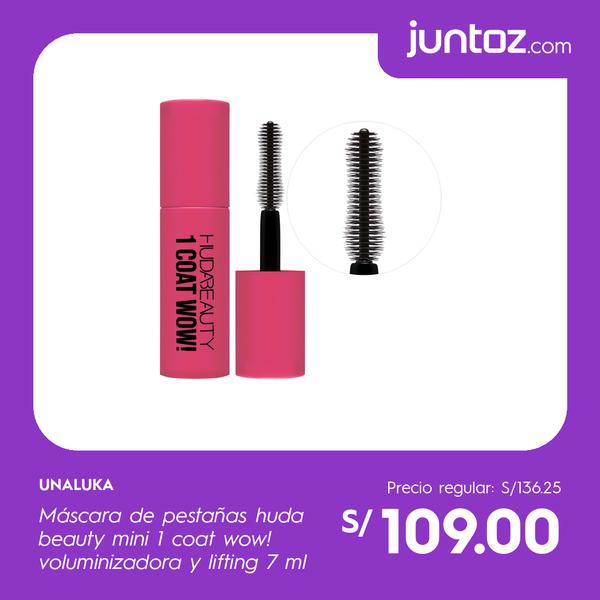 juntoz.com
HUDABEAUTY
1 COAT WOW!
UNALUKA
Máscara de pestañas huda
beauty mini 1 coat wow!
voluminizadora y lifting 7 ml
Precio regular: S/136.25
S/109.00